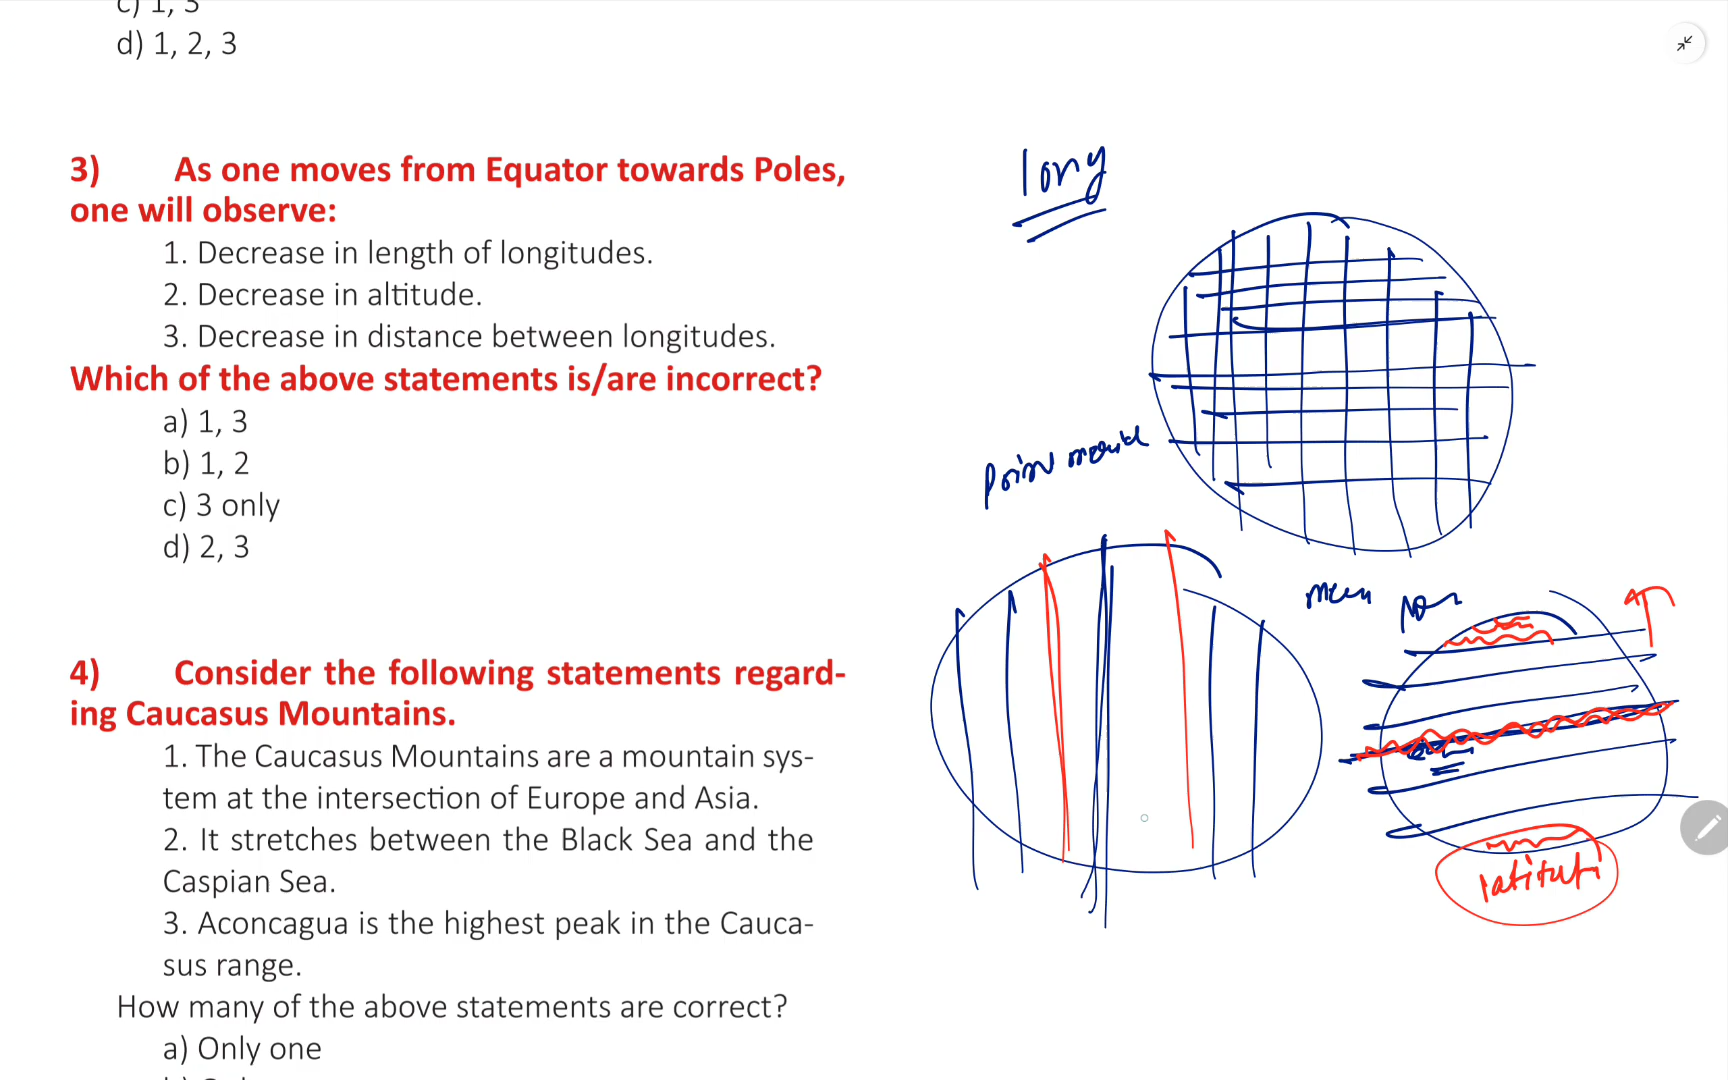 d) 1, 2, 3
3) As one moves from Equator towards Poles,
one will observe:
1. Decrease in length of longitudes.
2. Decrease in altitude.
3. Decrease in distance between longitudes.
Which of the above statements is/are incorrect?
a) 1, 3
b) 1, 2
c) 3 only
d) 2, 3
4) Consider the following statements regard-
ing Caucasus Mountains.
1. The Caucasus Mountains are a mountain sys-
tem at the intersection of Europe and Asia.
2. It stretches between the Black Sea and the
Caspian Sea.
3. Aconcagua is the highest peak in the Cauca-
sus range.
How many of the above statements are correct?
a) Only one
long